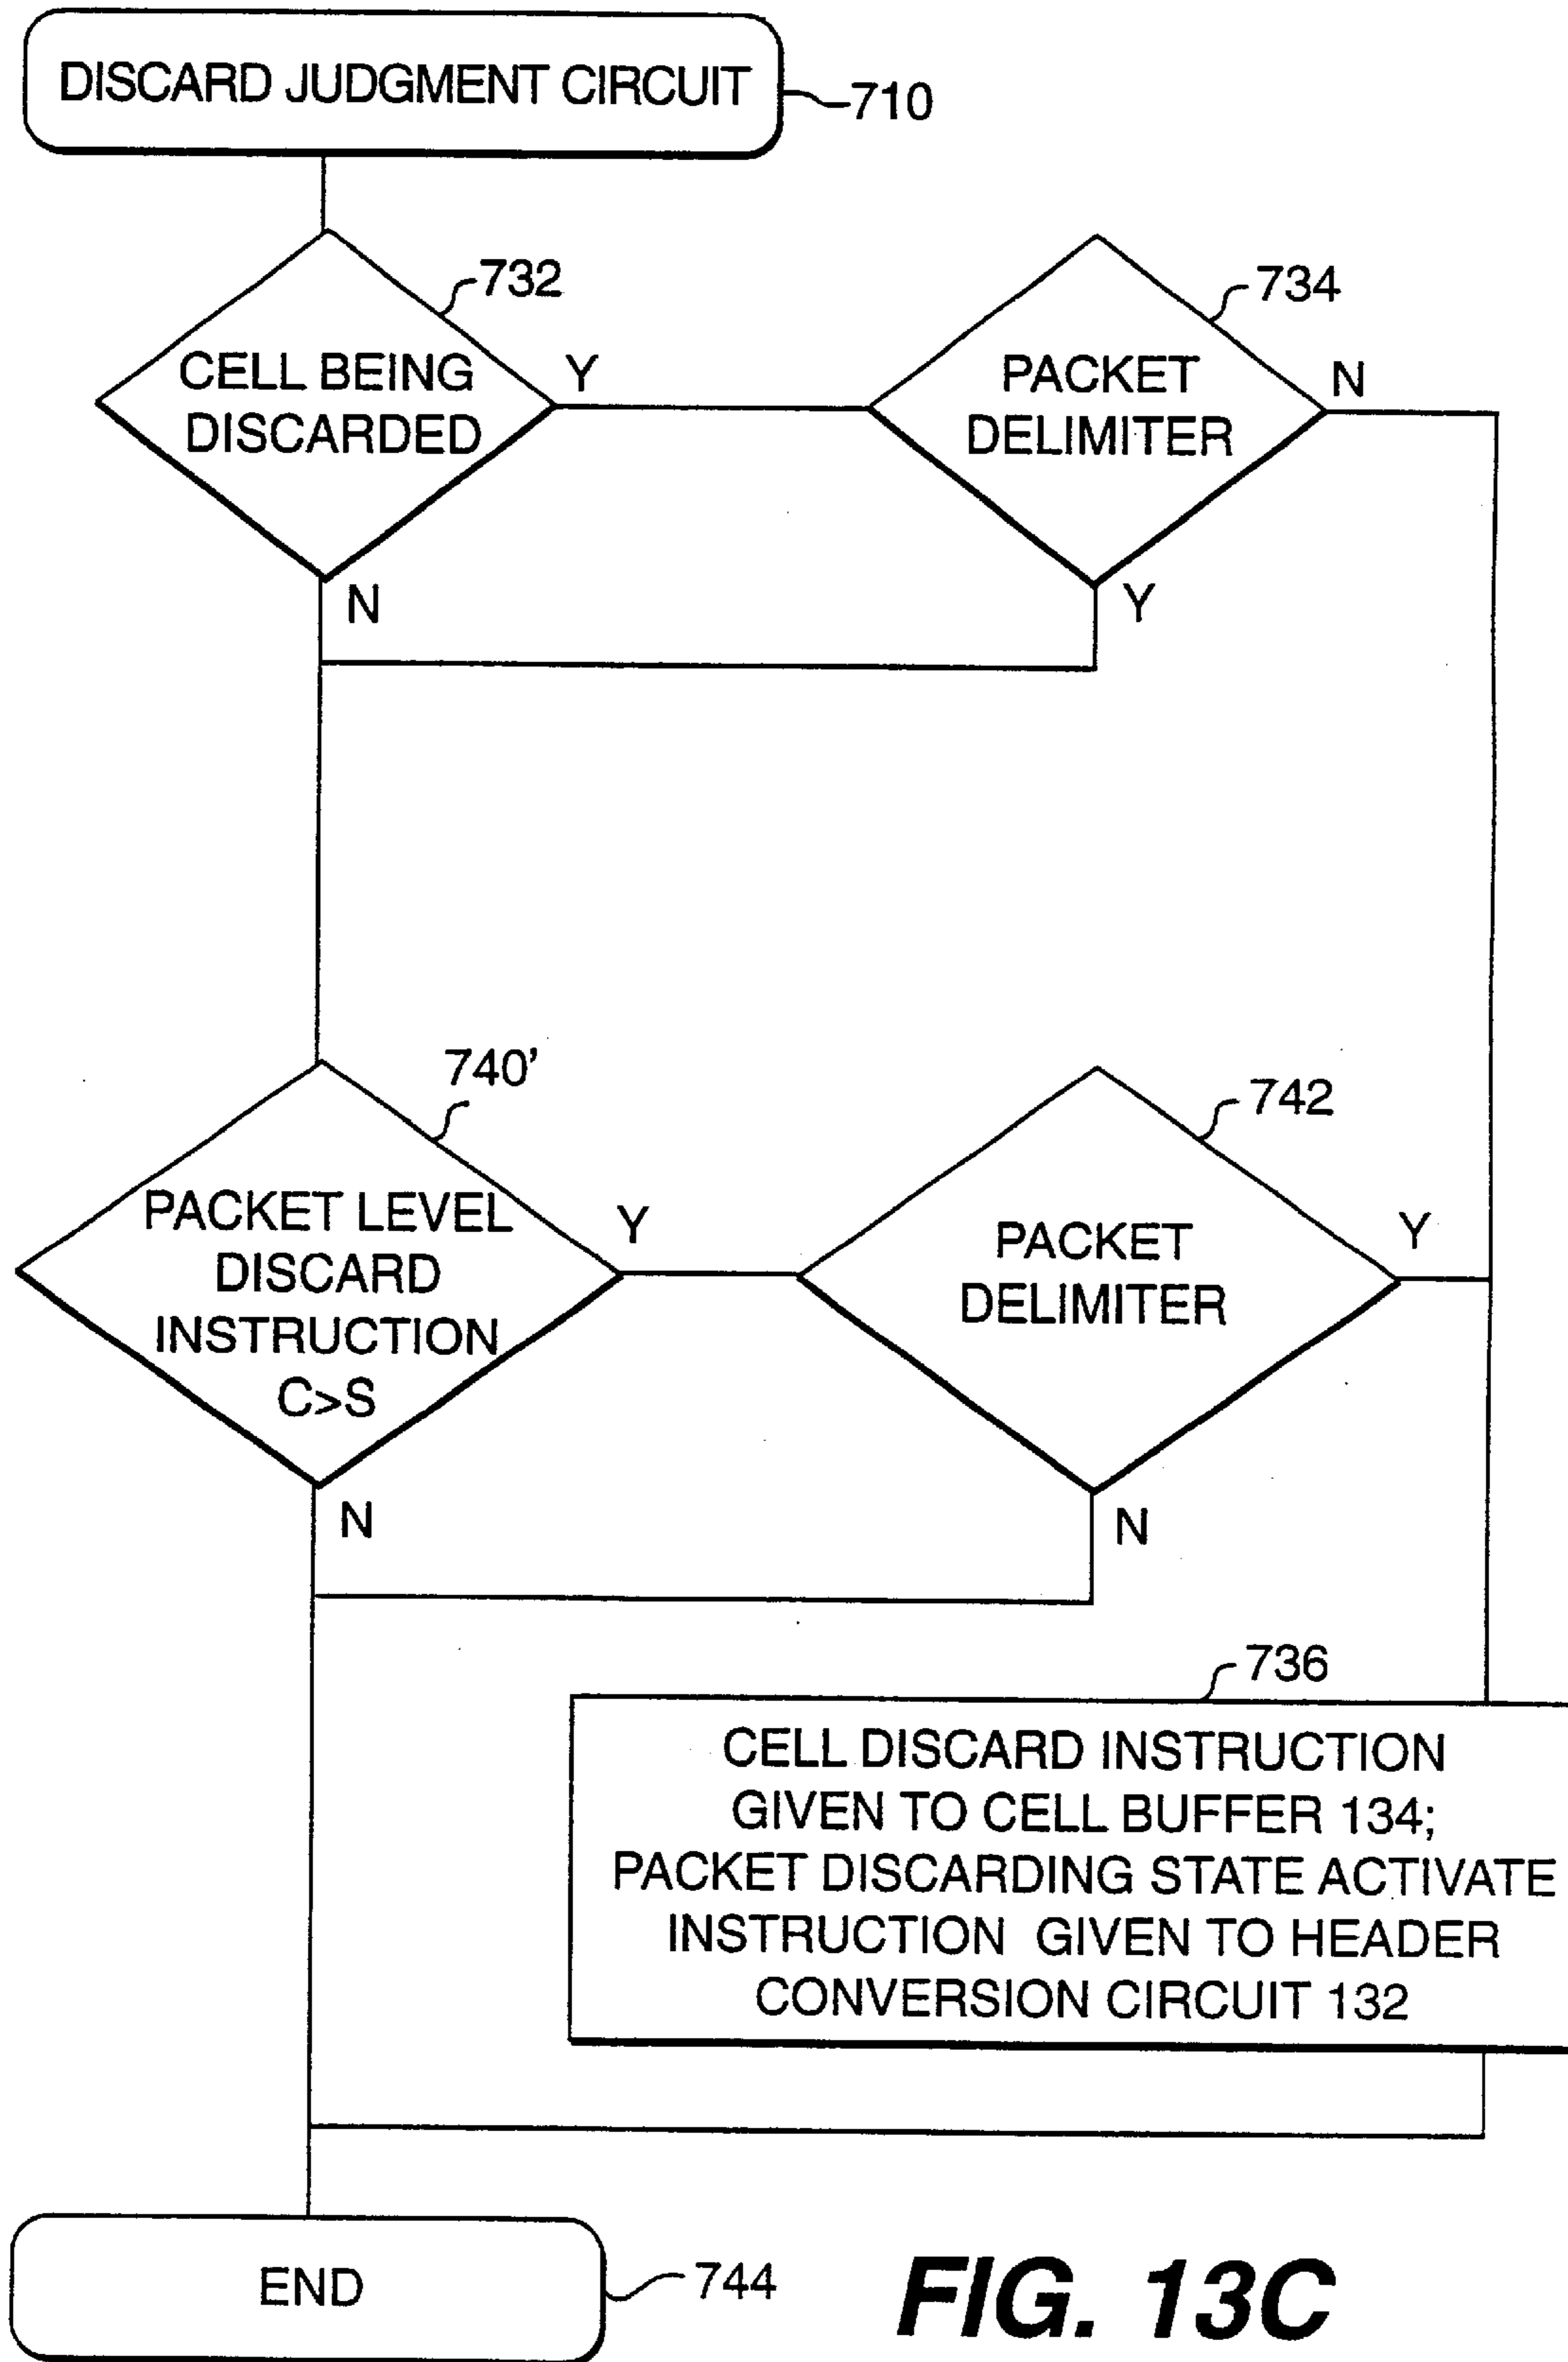 DISCARD JUDGMENT CIRCUIT
710
732
CELL BEING
DISCARDED
Y
N
734
PACKET
DELIMITER
N
Y
740'
PACKET LEVEL
DISCARD
INSTRUCTION
C>S
Y
N
742
PACKET
DELIMITER
Y
N
736
CELL DISCARD INSTRUCTION
GIVEN TO CELL BUFFER 134;
PACKET DISCARDING STATE ACTIVATE
INSTRUCTION GIVEN TO HEADER
CONVERSION CIRCUIT 132
END
744
FIG. 13C